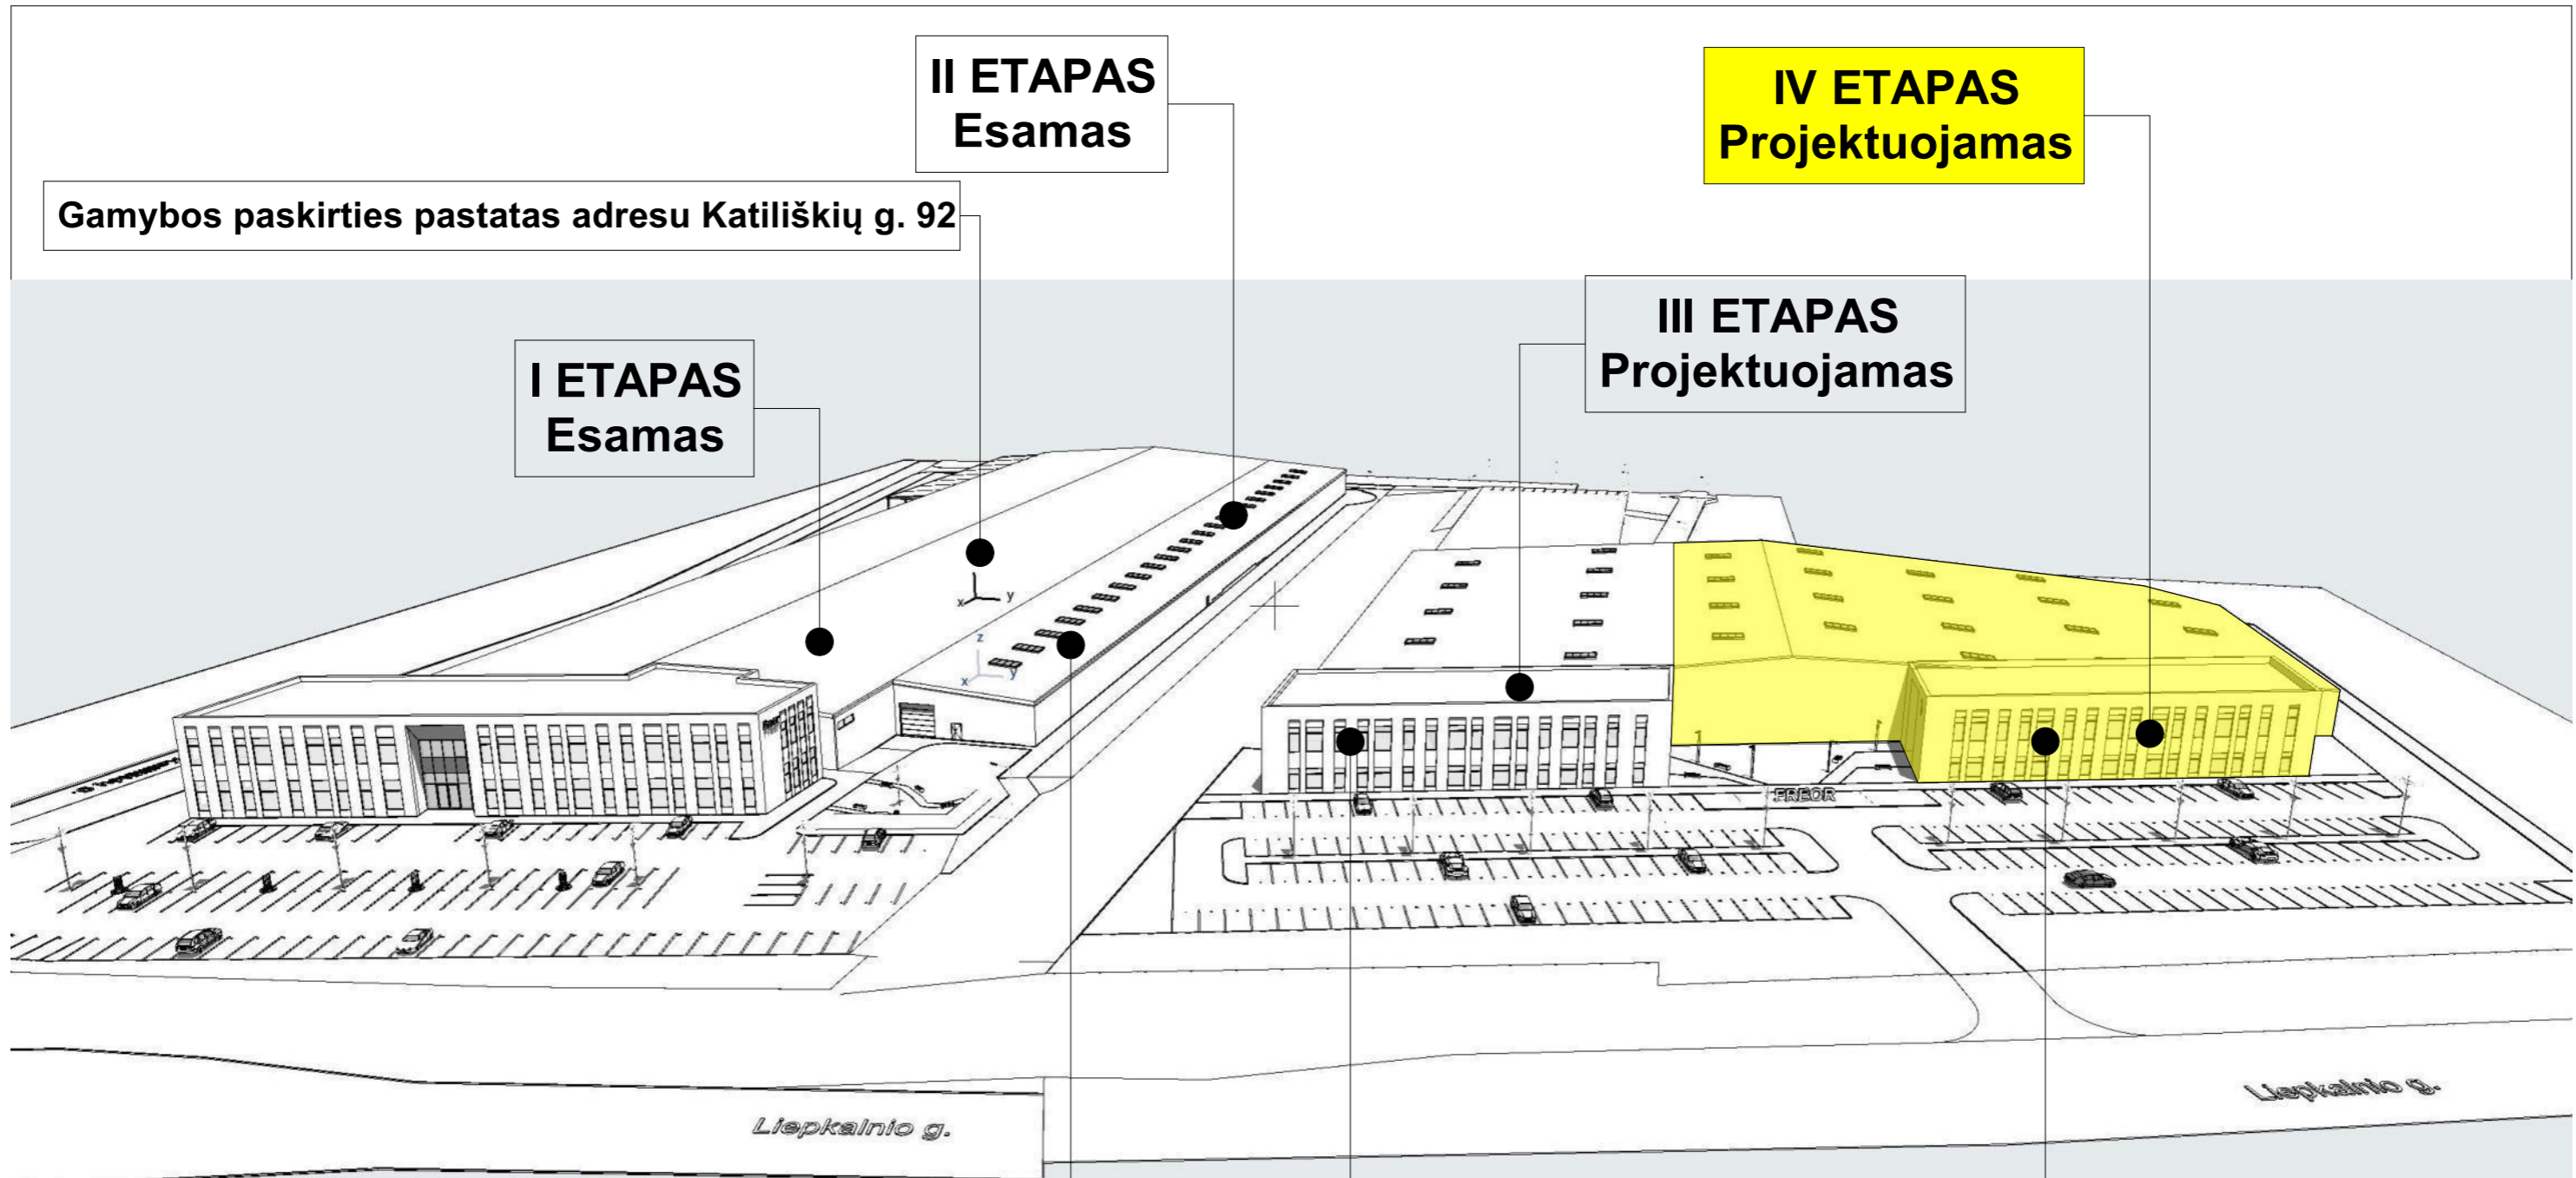 II ETAPAS
Esamas
IV ETAPAS
Projektuojamas
Gamybos paskirties pastatas adresu Katiliškių g. 92
III ETAPAS
Projektuojamas
I ETAPAS
Esamas
x
y
z
x
y
FREOR
Liepkalnio g.
Liepkalnio g.